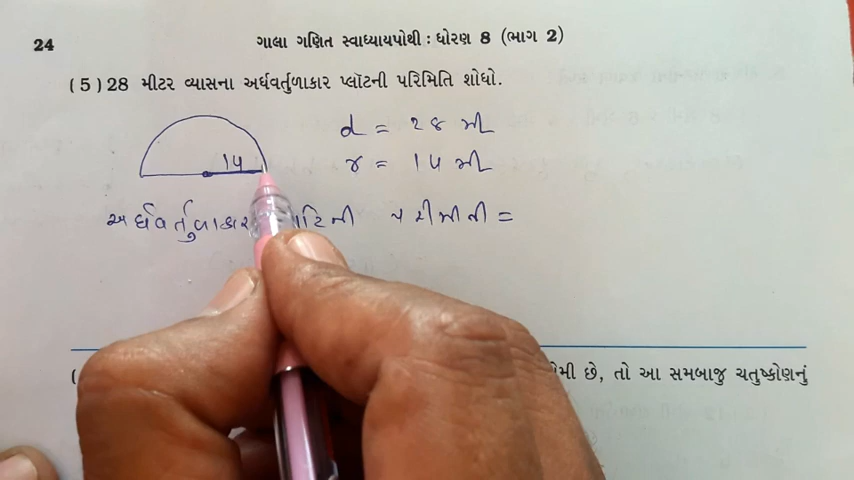 24
ગાલા ગણિત સ્વાધ્યાયપોથી : ધોરણ 8 (ભાગ 2)
(5) 28 મીટર વ્યાસના અર્ધવર્તુળાકાર પ્લૉટની પરિમિતિ શોધો.
d = ૨૪ મી
14
r = 14 મી
અર્ધવર્તુળાકાર પરીમીતી =
છે, તો આ સમબાજુ ચતુષ્કોણનું